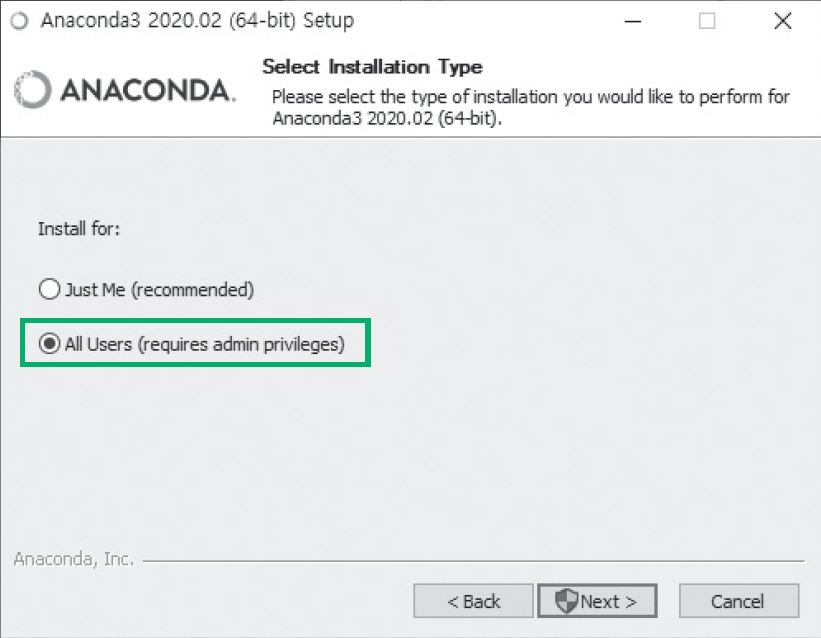 Anaconda3 2020.02 (64-bit) Setup
ANACONDA.
Select Installation Type
Please select the type of installation you would like to perform for
Anaconda3 2020.02 (64-bit).
Install for:
Just Me (recommended)
All Users (requires admin privileges)
Anaconda, Inc.
< Back
Next >
Cancel